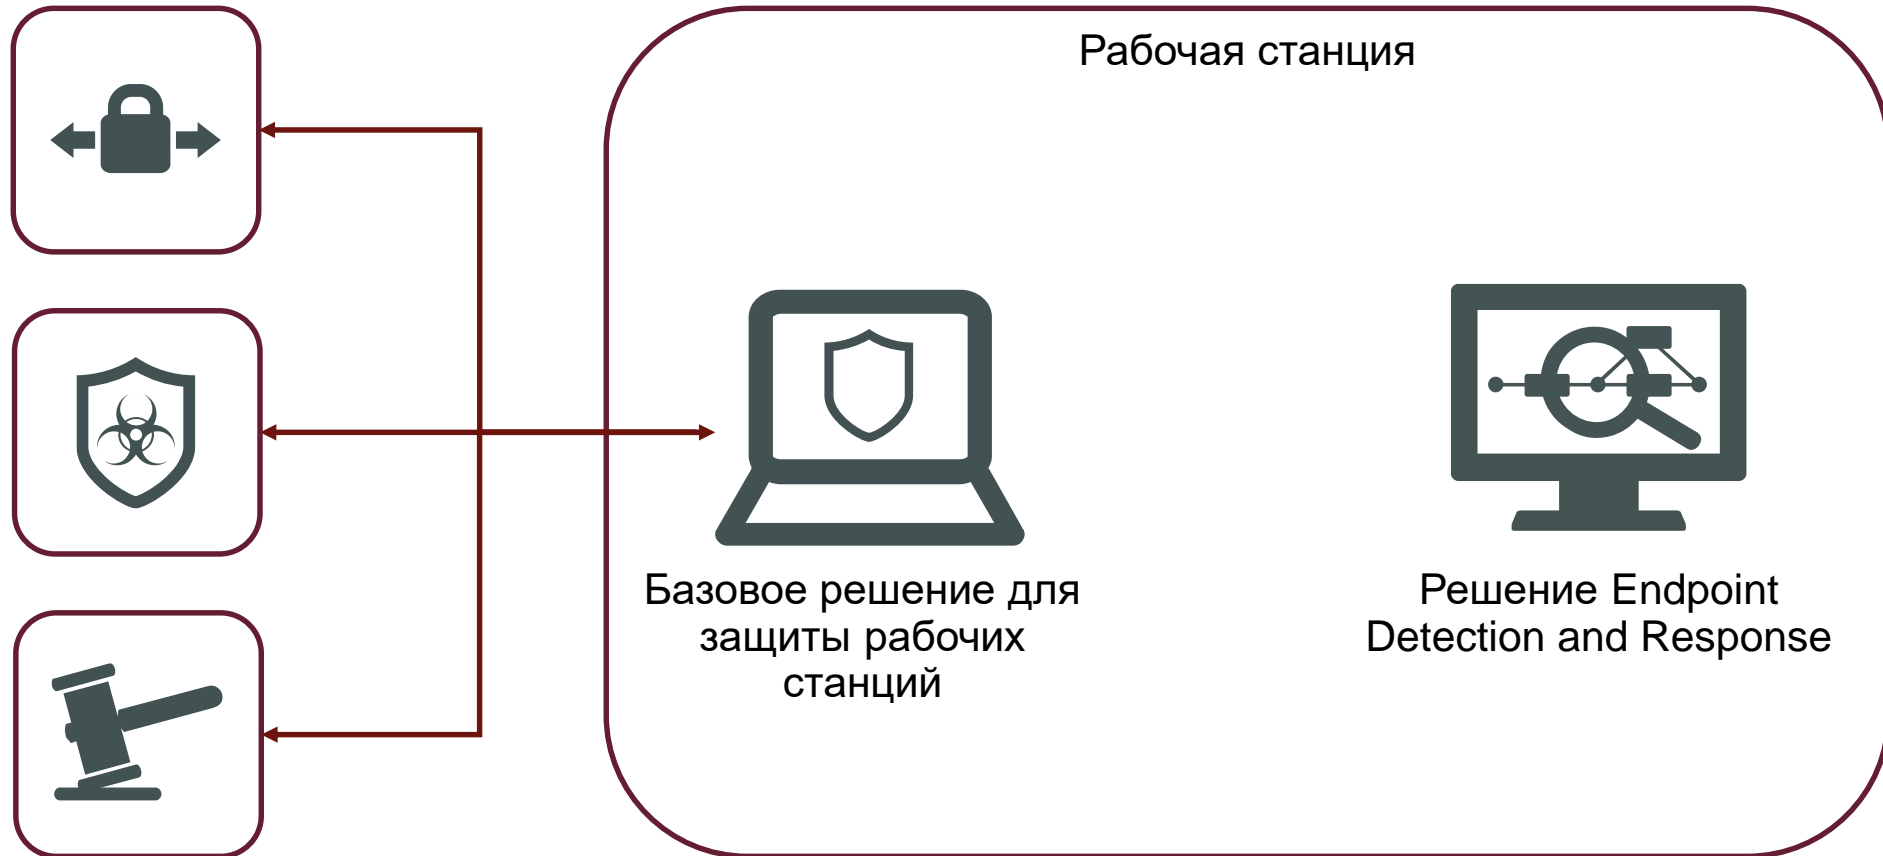 Рабочая станция
Базовое решение для
защиты рабочих
станций
Решение Endpoint
Detection and Response